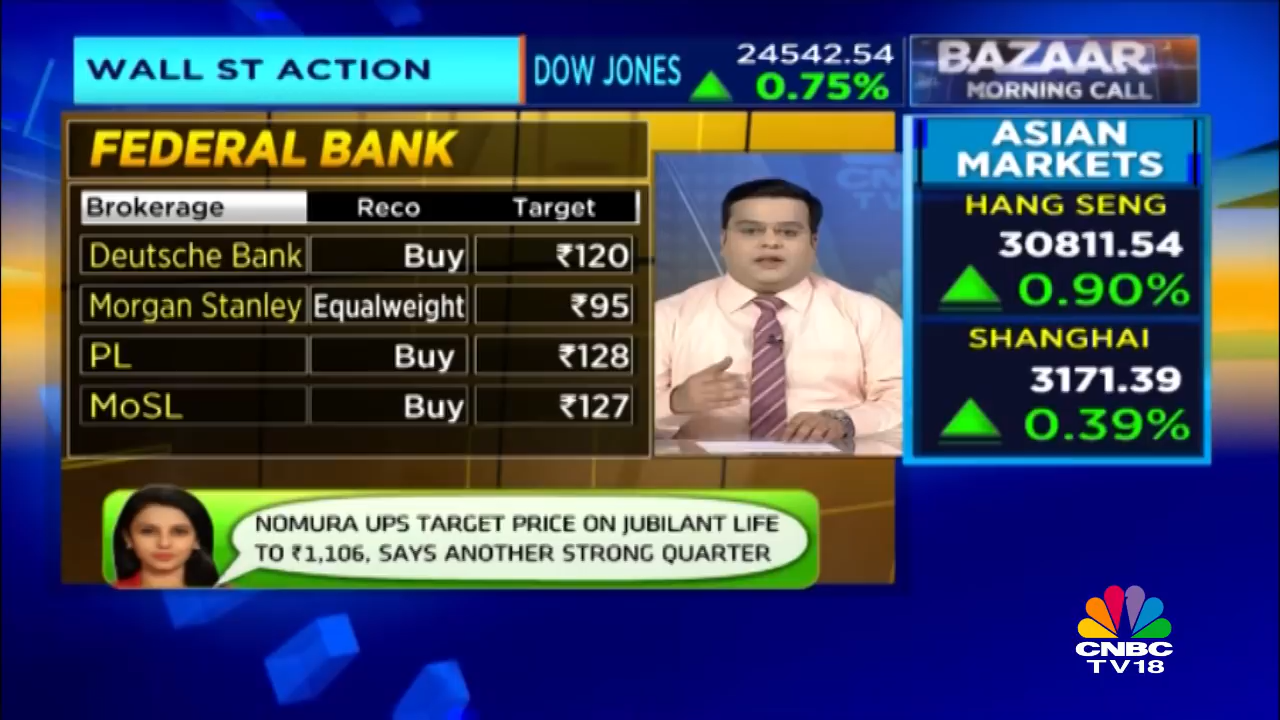 WALL ST ACTION
DOW JONES
24542.54
0.75%
BAZAAR
MORNING CALL
FEDERAL BANK
Brokerage Reco Target
Deutsche Bank Buy ₹120
Morgan Stanley Equalweight ₹95
PL Buy ₹128
MoSL Buy ₹127
CNBC
TV18
ASIAN
MARKETS
HANG SENG
30811.54
0.90%
SHANGHAI
3171.39
0.39%
NOMURA UPS TARGET PRICE ON JUBILANT LIFE
TO ₹1,106, SAYS ANOTHER STRONG QUARTER
CNBC
TV18